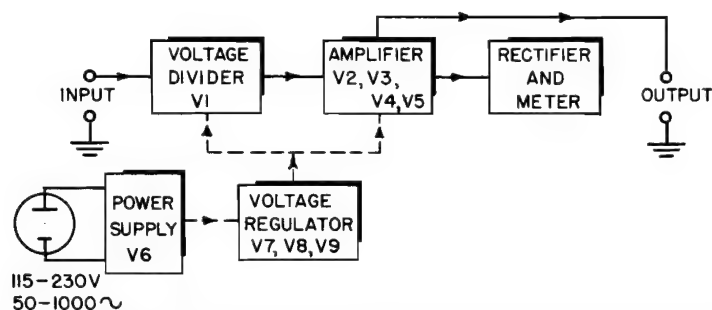 VOLTAGE
DIVIDER
V1
AMPLIFIER
V2, V3,
V4, V5
RECTIFIER
AND
METER
INPUT
OUTPUT
POWER
SUPPLY
V6
VOLTAGE
REGULATOR
V7, V8, V9
115-230V
50-1000~